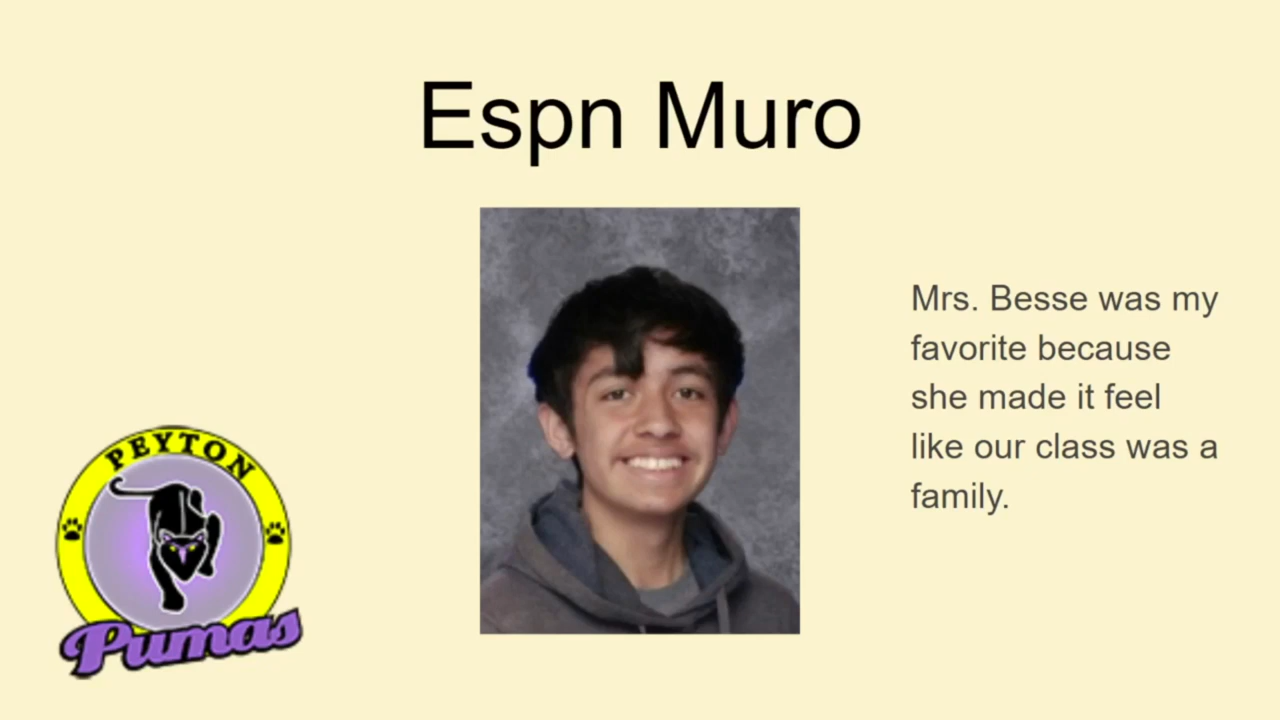 Espn Muro
Mrs. Besse was my
favorite because
she made it feel
like our class was a
family.
PEYTON
Pumas